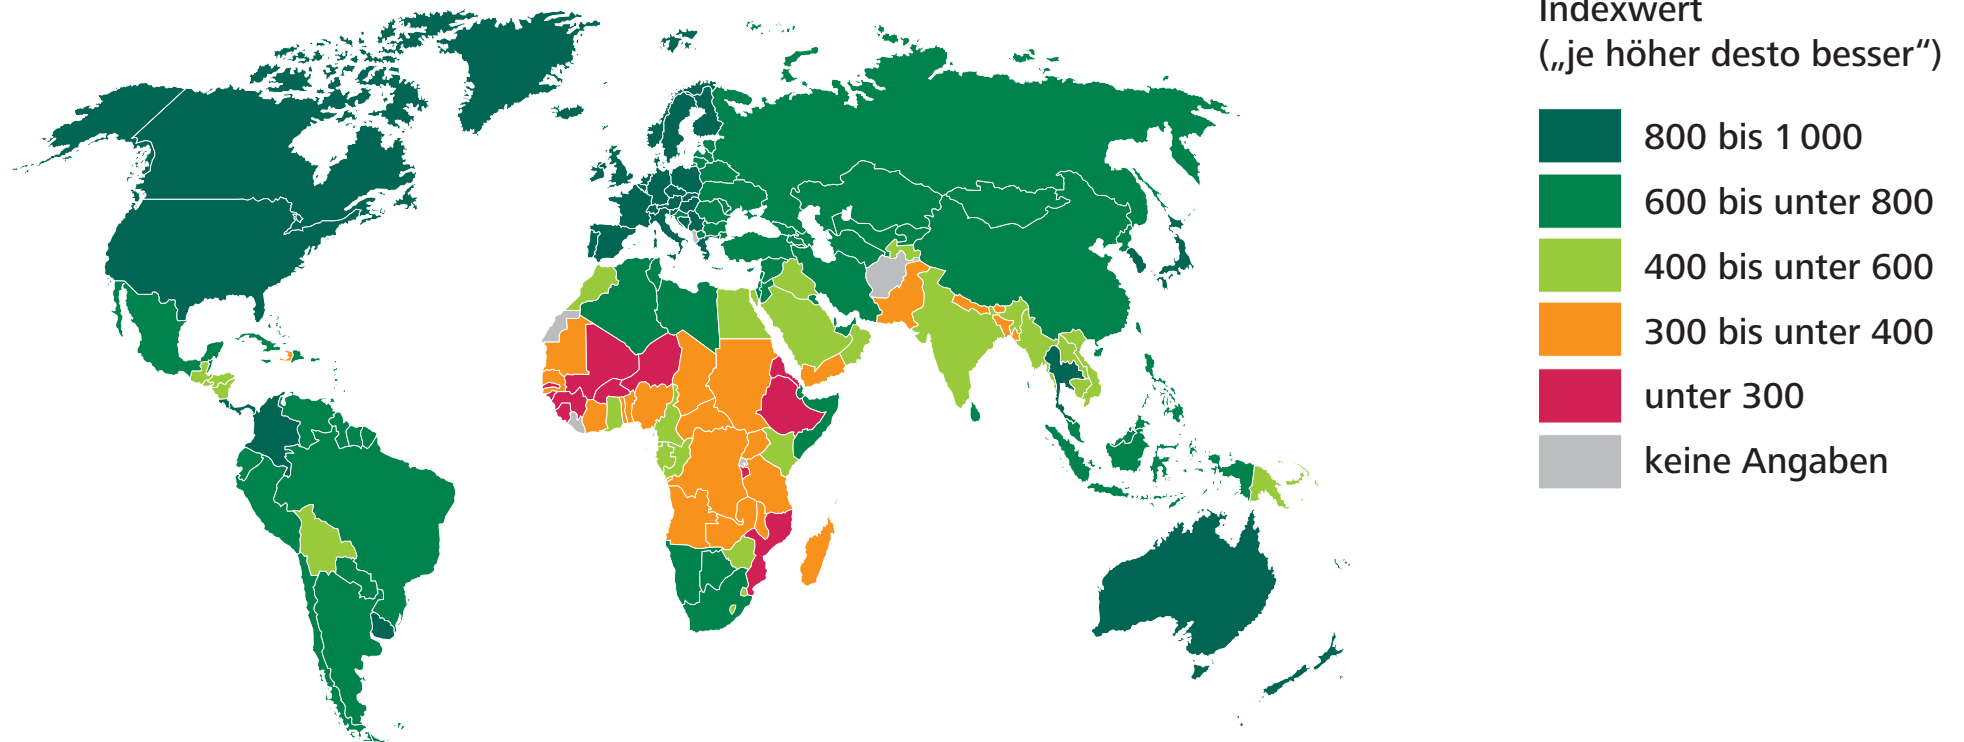 Indexwert
(„je höher desto besser“)
800 bis 1 000
600 bis unter 800
400 bis unter 600
300 bis unter 400
unter 300
keine Angaben